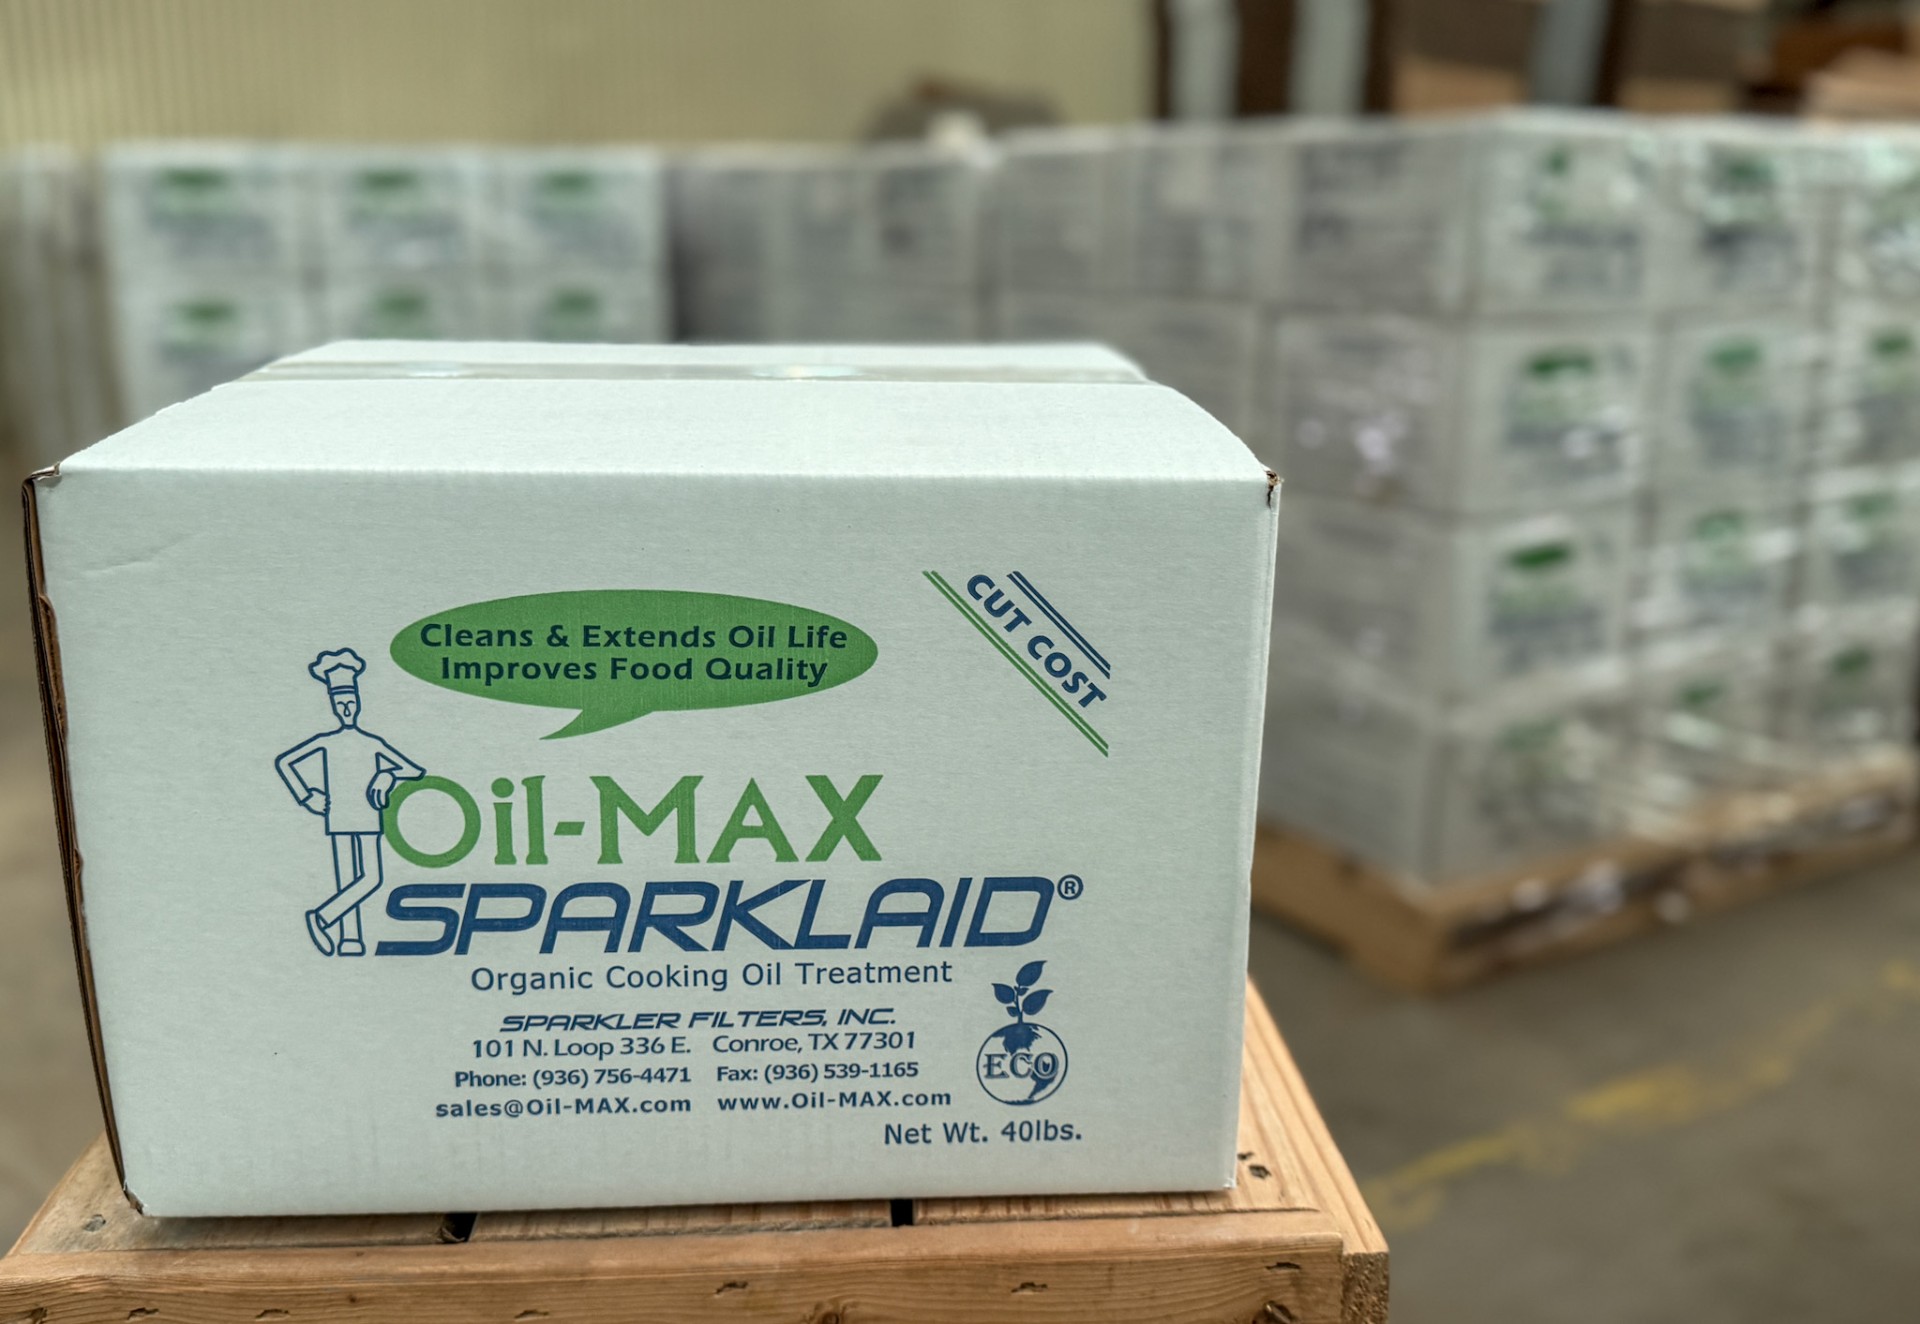 Cleans & Extends Oil Life
Improves Food Quality
CUT COST
Oil-MAX
SPARKLAID®
Organic Cooking Oil Treatment
SPARKLER FILTERS, INC.
101 N. Loop 336 E. Conroe, TX 77301
Phone: (936) 756-4471 Fax: (936) 539-1165
sales@Oil-MAX.com www.Oil-MAX.com
ECO
Net Wt. 40lbs.